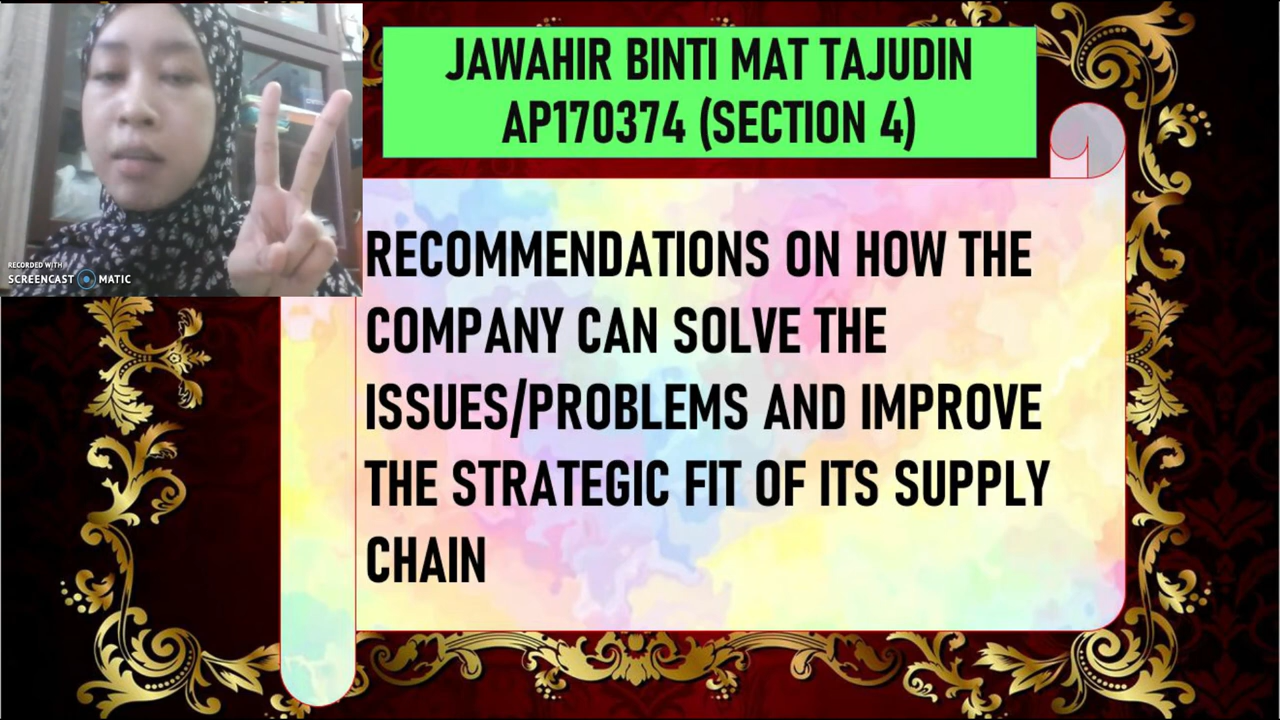 JAWAHIR BINTI MAT TAJUDIN
AP170374 (SECTION 4)
RECORDED WITH
SCREENCAST MATIC
RECOMMENDATIONS ON HOW THE
COMPANY CAN SOLVE THE
ISSUES/PROBLEMS AND IMPROVE
THE STRATEGIC FIT OF ITS SUPPLY
CHAIN